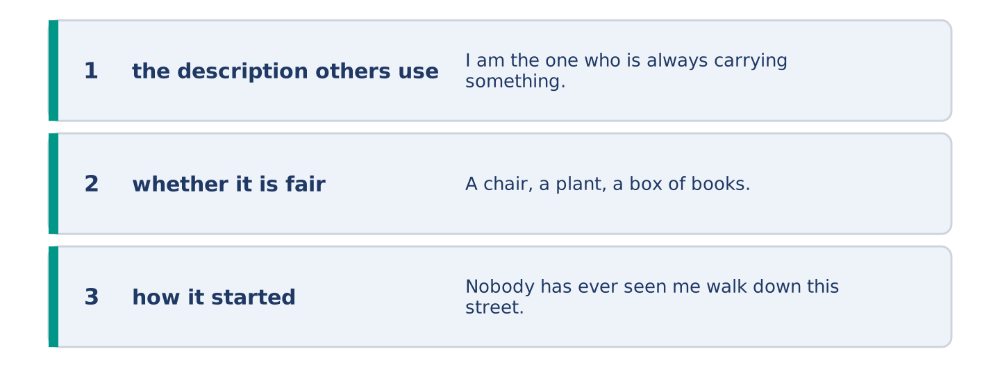 1 the description others use I am the one who is always carrying
something.
2 whether it is fair A chair, a plant, a box of books.
3 how it started Nobody has ever seen me walk down this
street.